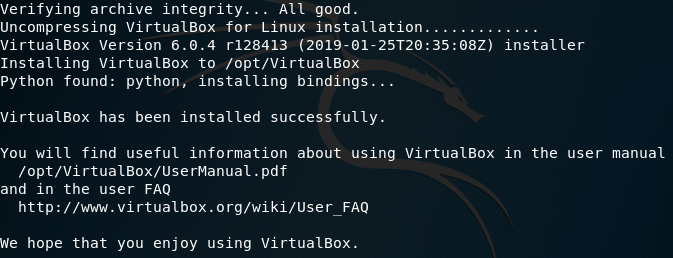 Verifying archive integrity... All good.
Uncompressing VirtualBox for Linux installation.............
VirtualBox Version 6.0.4 r128413 (2019-01-25T20:35:08Z) installer
Installing VirtualBox to /opt/VirtualBox
Python found: python, installing bindings...
VirtualBox has been installed successfully.
You will find useful information about using VirtualBox in the user manual
/opt/VirtualBox/UserManual.pdf
and in the user FAQ
http://www.virtualbox.org/wiki/User_FAQ
We hope that you enjoy using VirtualBox.